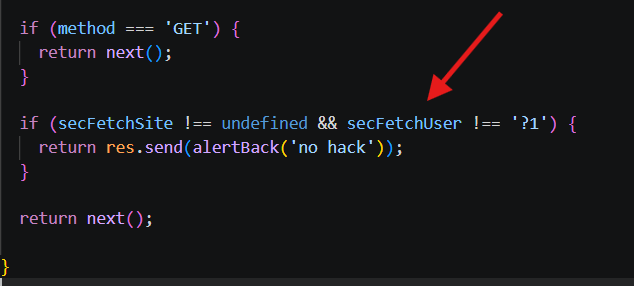 if (method === 'GET') {
return next();
}
if (secFetchSite !== undefined && secFetchUser !== '?1') {
return res.send(alertBack('no hack'));
}
return next();
}